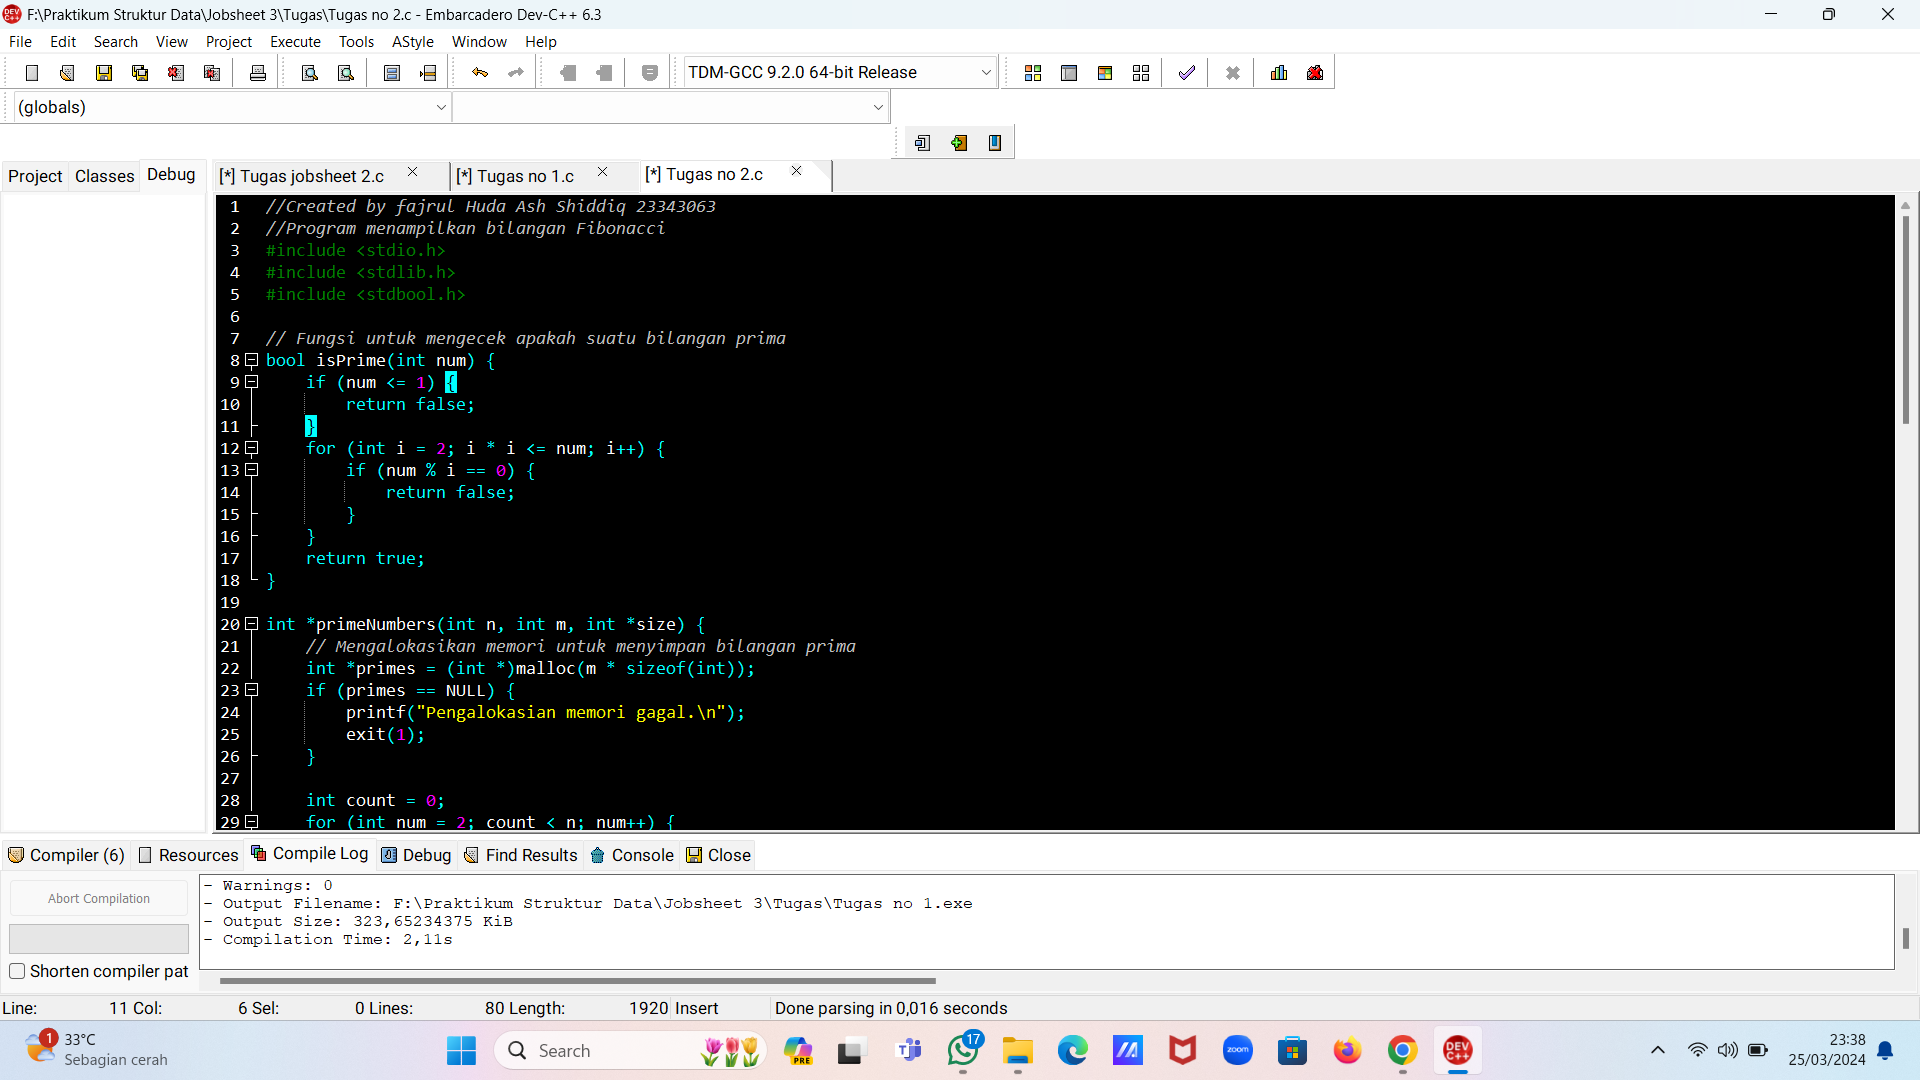 F:\Praktikum Struktur Data\Jobsheet 3\Tugas\Tugas no 2.c - Embarcadero Dev-C++ 6.3
File Edit Search View Project Execute Tools AStyle Window Help
TDM-GCC 9.2.0 64-bit Release
(globals)
Project Classes Debug
[*] Tugas jobsheet 2.c [*] Tugas no 1.c [*] Tugas no 2.c
1 //Created by fajrul Huda Ash Shiddiq 23343063
2 //Program menampilkan bilangan Fibonacci
3 #include <stdio.h>
4 #include <stdlib.h>
5 #include <stdbool.h>
6
7 // Fungsi untuk mengecek apakah suatu bilangan prima
8 bool isPrime(int num) {
9     if (num <= 1) {
10         return false;
11     }
12     for (int i = 2; i * i <= num; i++) {
13         if (num % i == 0) {
14             return false;
15         }
16     }
17     return true;
18 }
19
20 int *primeNumbers(int n, int m, int *size) {
21     // Mengalokasikan memori untuk menyimpan bilangan prima
22     int *primes = (int *)malloc(m * sizeof(int));
23     if (primes == NULL) {
24         printf("Pengalokasian memori gagal.\n");
25         exit(1);
26     }
27
28     int count = 0;
29     for (int num = 2; count < n; num++) {
Compiler (6) Resources Compile Log Debug Find Results Console Close
Abort Compilation
Shorten compiler pat
- Warnings: 0
- Output Filename: F:\Praktikum Struktur Data\Jobsheet 3\Tugas\Tugas no 1.exe
- Output Size: 323,65234375 KiB
- Compilation Time: 2,11s
Line: 11 Col: 6 Sel: 0 Lines: 80 Length: 1920 Insert Done parsing in 0,016 seconds
1
33°C
Sebagian cerah
Search
PRE
17
zoom
DEV
C++
23:38
25/03/2024